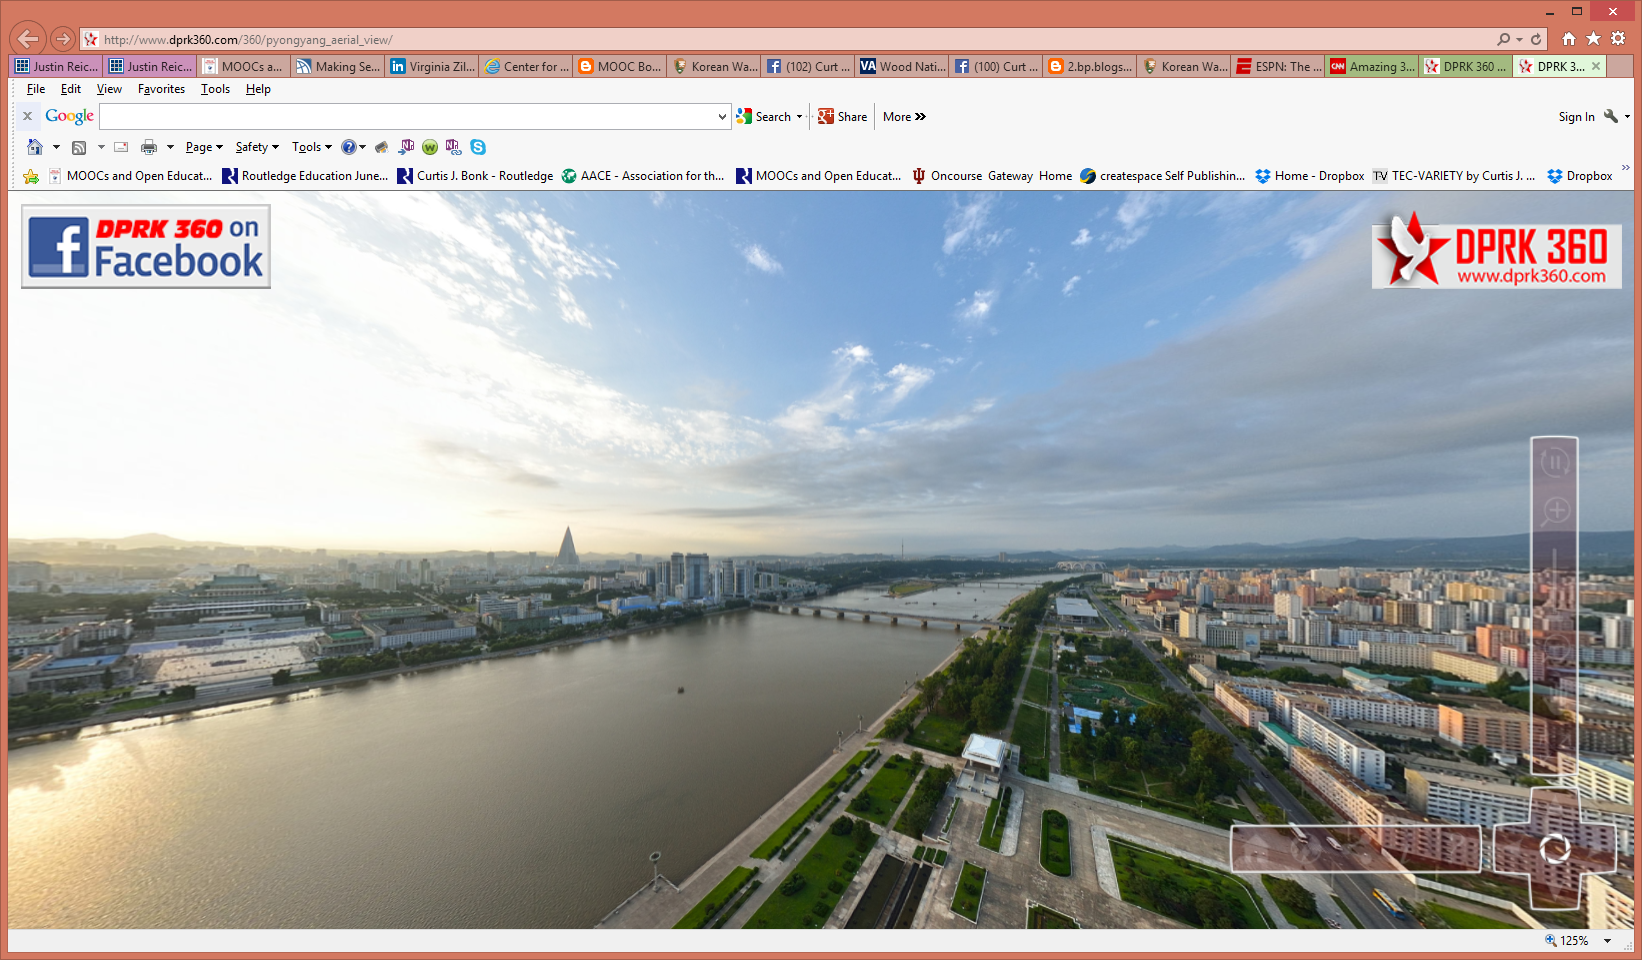 http://www.dprk360.com/360/pyongyang_aerial_view/
Justin Reic...
Justin Reic...
MOOCs a...
Making Se...
Virginia Zil...
Center for ...
MOOC Bo...
Korean Wa...
(102) Curt ...
Wood Nati...
(100) Curt ...
2.bp.blogs...
Korean Wa...
ESPN: The ...
Amazing 3...
DPRK 360 ...
DPRK 3...
File Edit View Favorites Tools Help
x Google Search Share More » Sign In
Page Safety Tools
MOOCs and Open Educat...
Routledge Education June...
Curtis J. Bonk - Routledge
AACE - Association for th...
MOOCs and Open Educat...
Oncourse
Gateway
Home
createspace Self Publishin...
Home - Dropbox
TV TEC-VARIETY by Curtis J. ...
Dropbox
DPRK 360 on
Facebook
DPRK 360
www.dprk360.com
125%